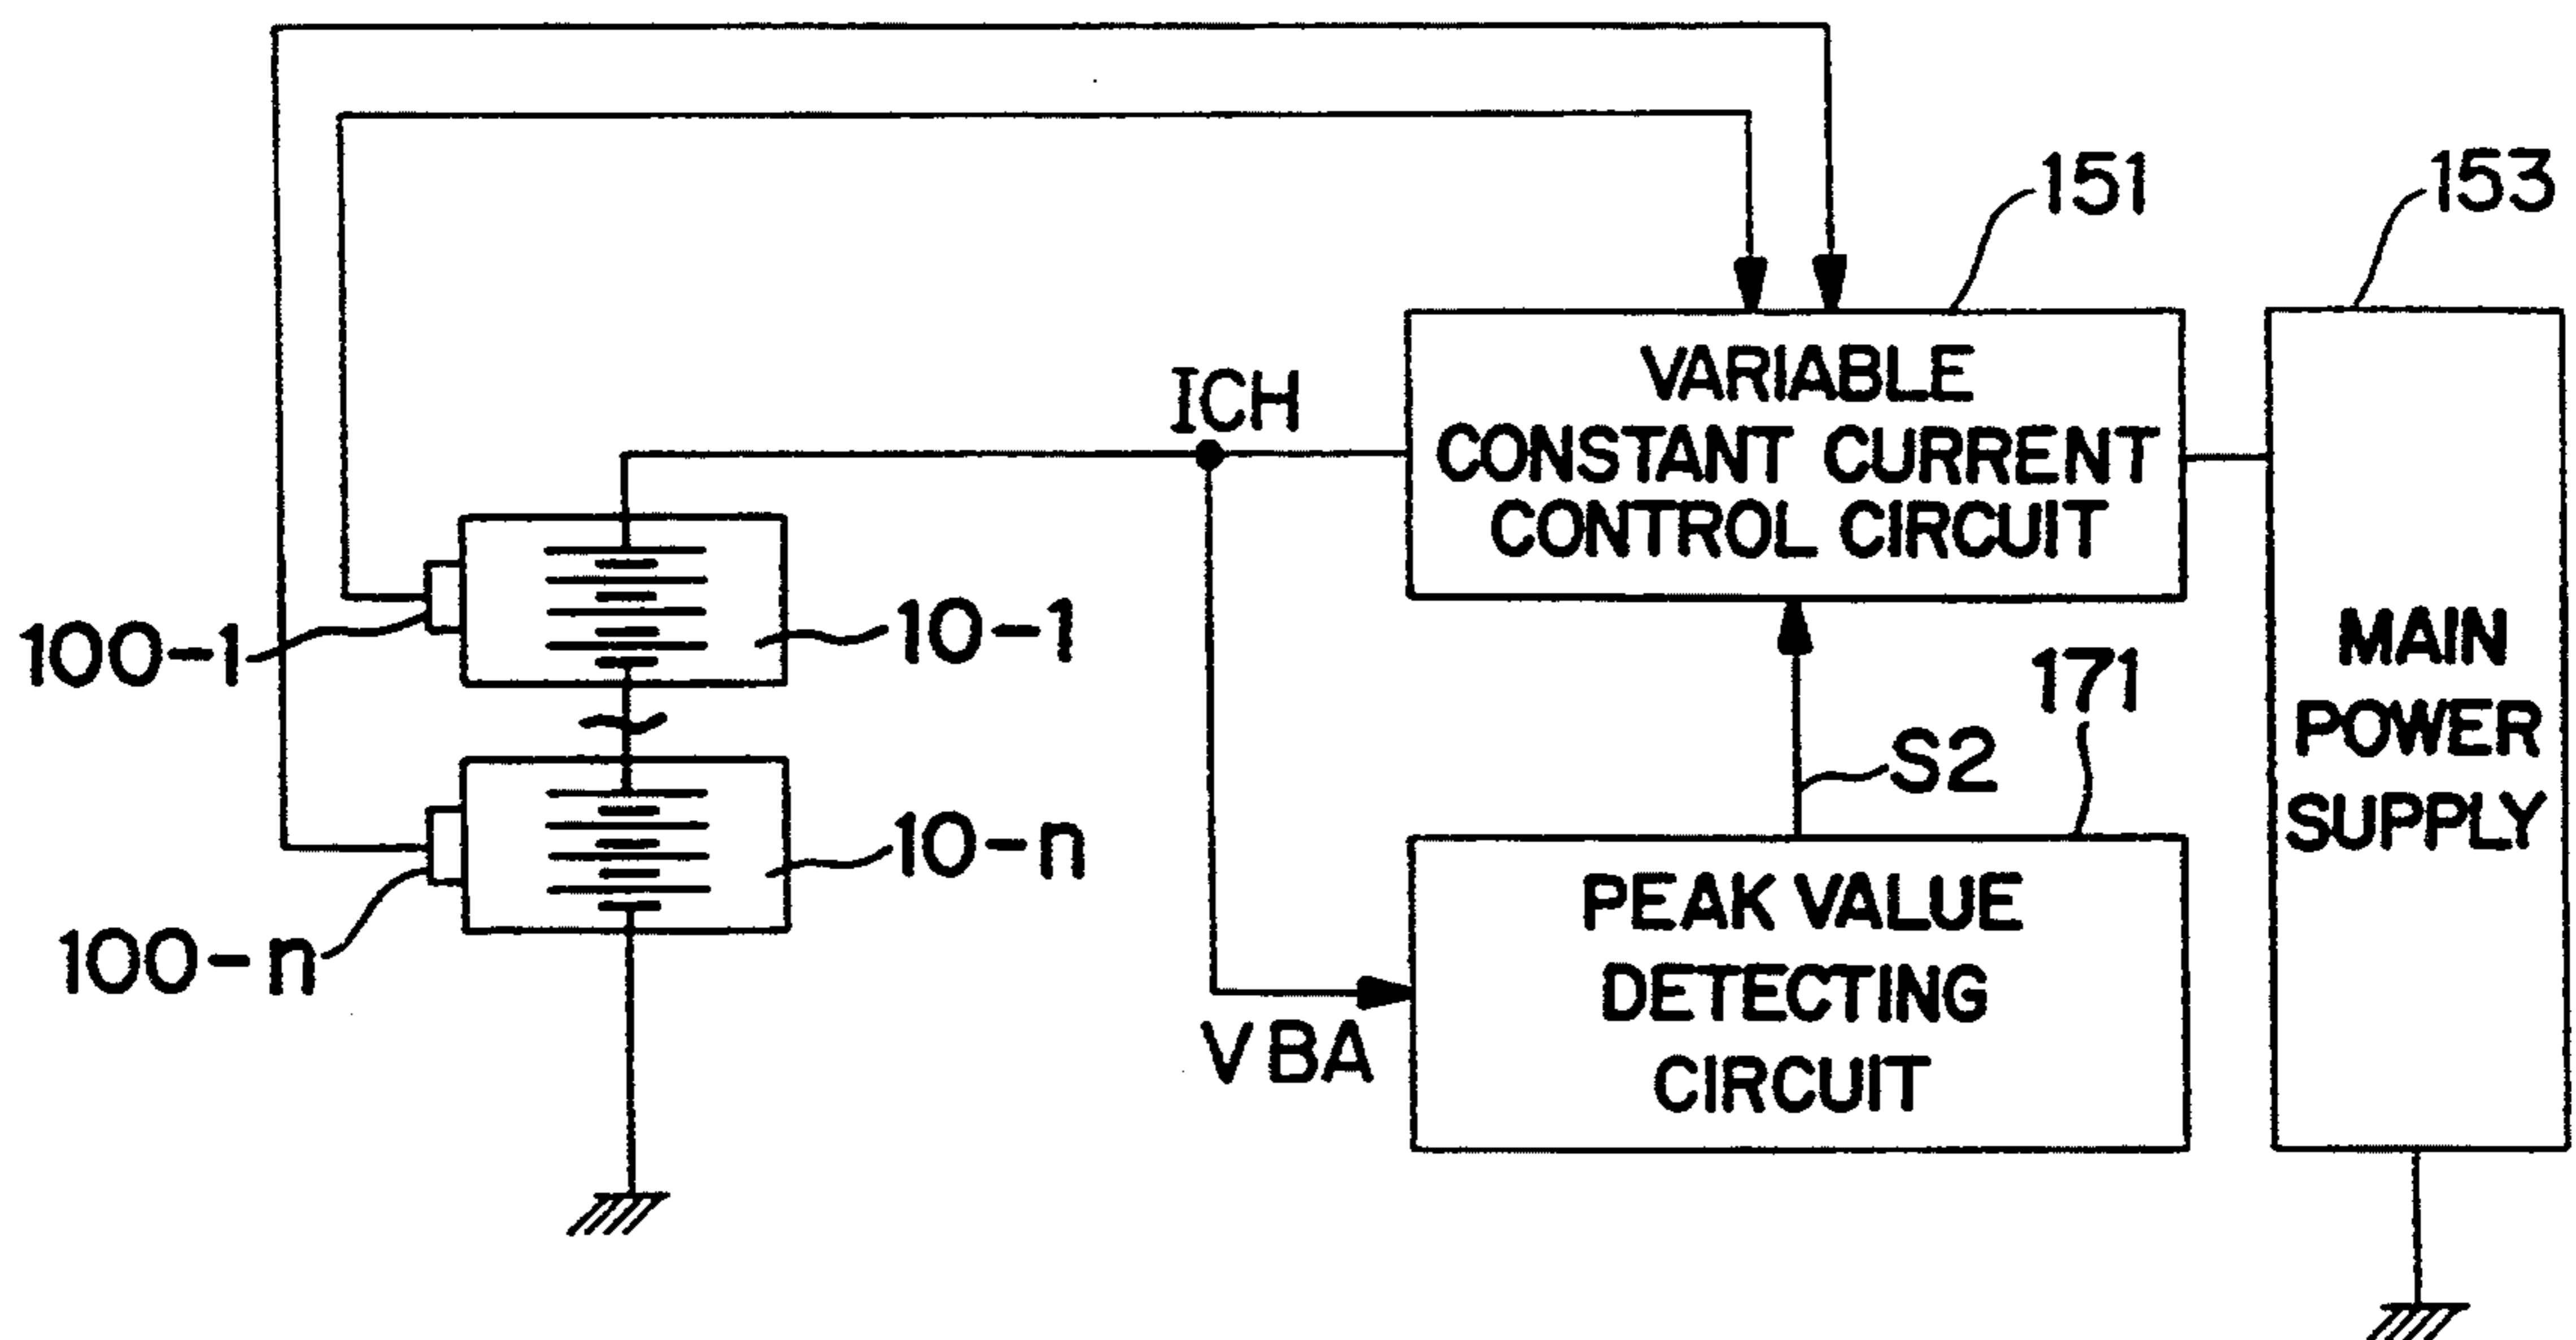 151
153
ICH
VARIABLE
CONSTANT CURRENT
CONTROL CIRCUIT
100-1
10-1
171
MAIN
POWER
SUPPLY
S2
10-n
100-n
PEAK VALUE
DETECTING
CIRCUIT
VBA